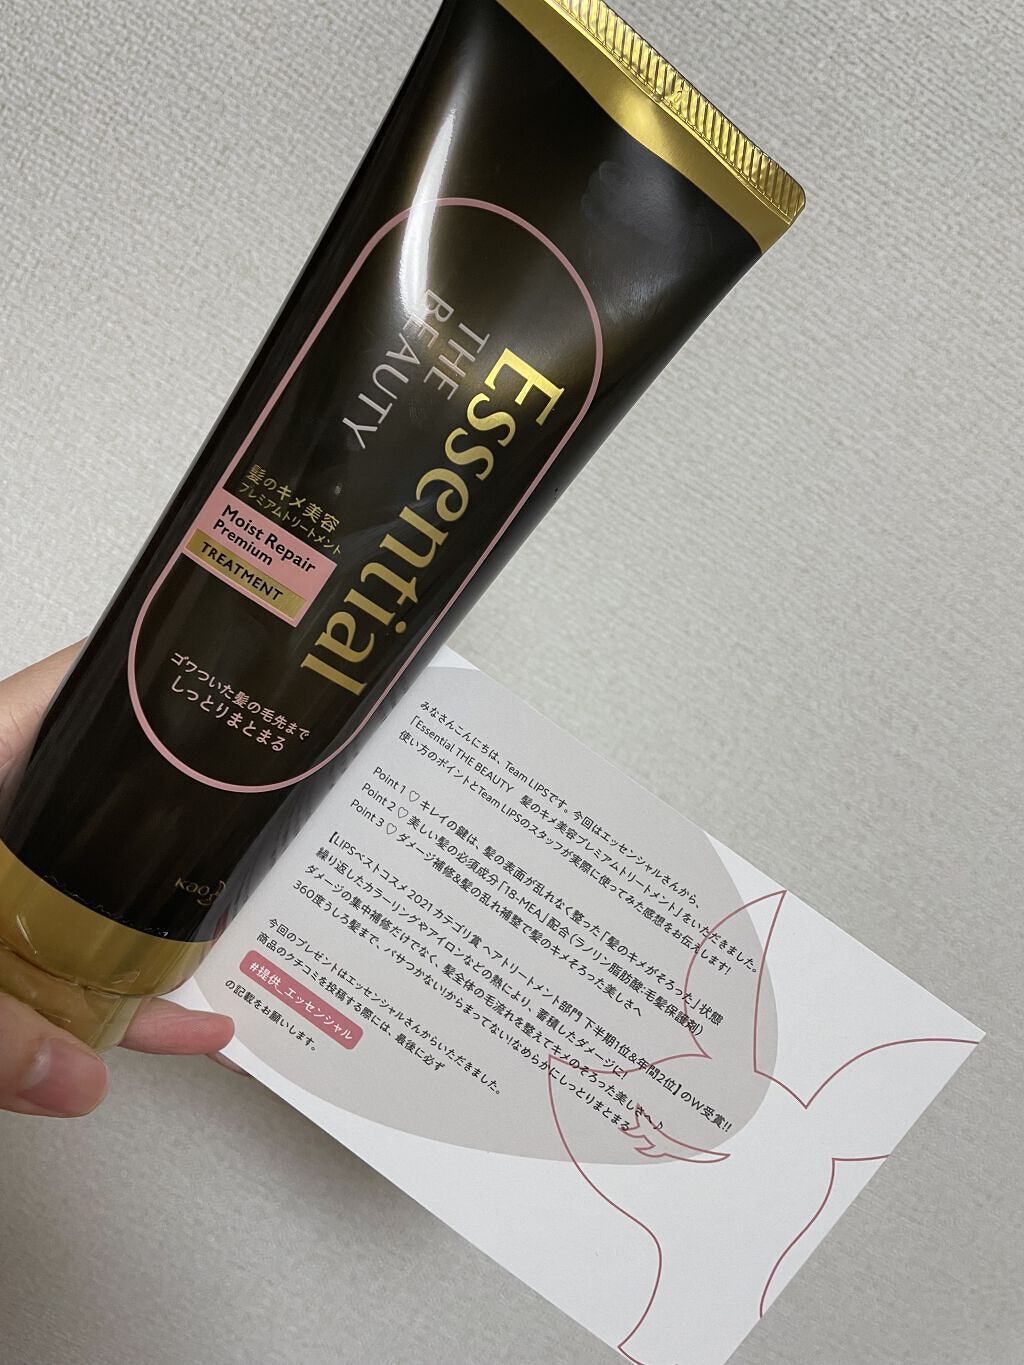 Essential
THE
BEAUTY
髪のキメ美容
プレミアムトリートメント
Moist Repair
Premium
TREATMENT
ゴワついた髪の毛先まで
しっとりまとまる
Kao
みなさんこんにちは、Team LIPSです。今回はエッセンシャルさんから、
「Essential THE BEAUTY 髪のキメ美容プレミアムトリートメント」をいただきました。
使い方のポイントとTeam LIPSのスタッフが実際に使ってみた感想をお伝えします!
Point 1 ♡ キレイの鍵は、髪の表面が乱れなく整った「髪のキメがそろった」状態
Point 2 ♡ 美しい髪の必須成分「18-MEA」配合(ラノリン脂肪酸:毛髪保護剤)
Point 3 ♡ ダメージ補修&髪の乱れ補整で髪のキメそろった美しさへ
【LIPSベストコスメ2021 カテゴリ賞 ヘアトリートメント部門 下半期1位&年間2位】のW受賞!!
繰り返したカラーリングやアイロンなどの熱により、蓄積したダメージに!
ダメージの集中補修だけでなく、髪全体の毛流れを整えてキメのそろった美しさへ♪
360度うしろ髪まで、パサつかない!からまってない!なめらかにしっとりまとまる
今回のプレゼントはエッセンシャルさんからいただきました。
商品のクチコミを投稿する際には、最後に必ず
#提供_エッセンシャル
の記載をお願いします。